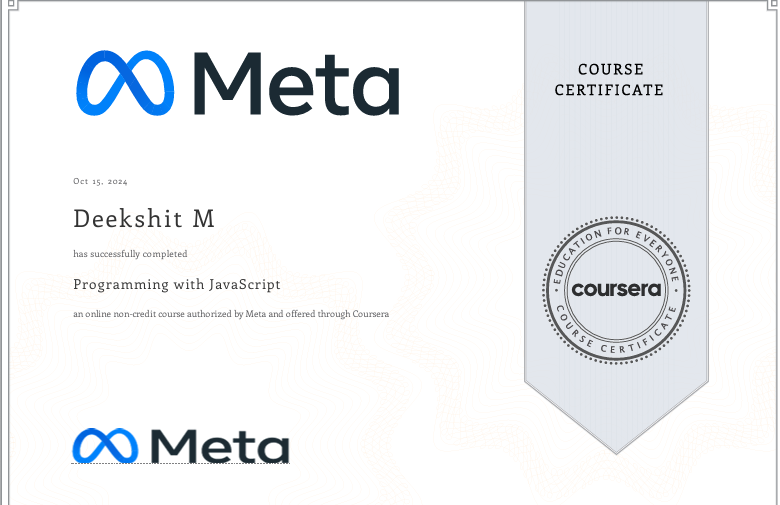 Meta
COURSE
CERTIFICATE
Oct 15, 2024
Deekshit M
has successfully completed
Programming with JavaScript
an online non-credit course authorized by Meta and offered through Coursera
EDUCATION FOR EVERYONE
coursera
COURSE CERTIFICATE
Meta